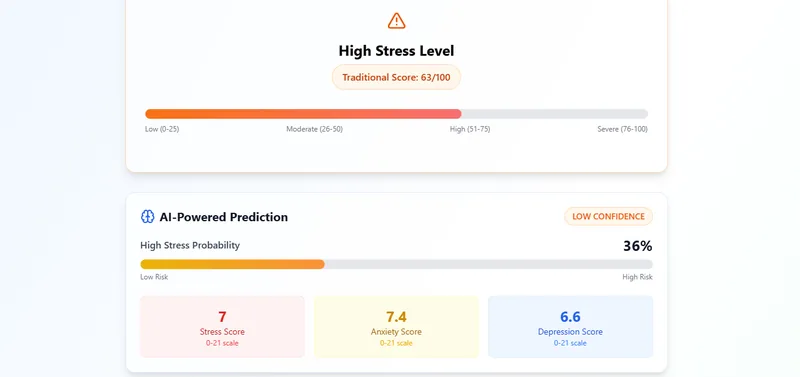 High Stress Level
Traditional Score: 63/100
Low (0-25) Moderate (26-50) High (51-75) Severe (76-100)
AI-Powered Prediction LOW CONFIDENCE
High Stress Probability 36%
Low Risk High Risk
7 7.4 6.6
Stress Score Anxiety Score Depression Score
0-21 scale 0-21 scale 0-21 scale